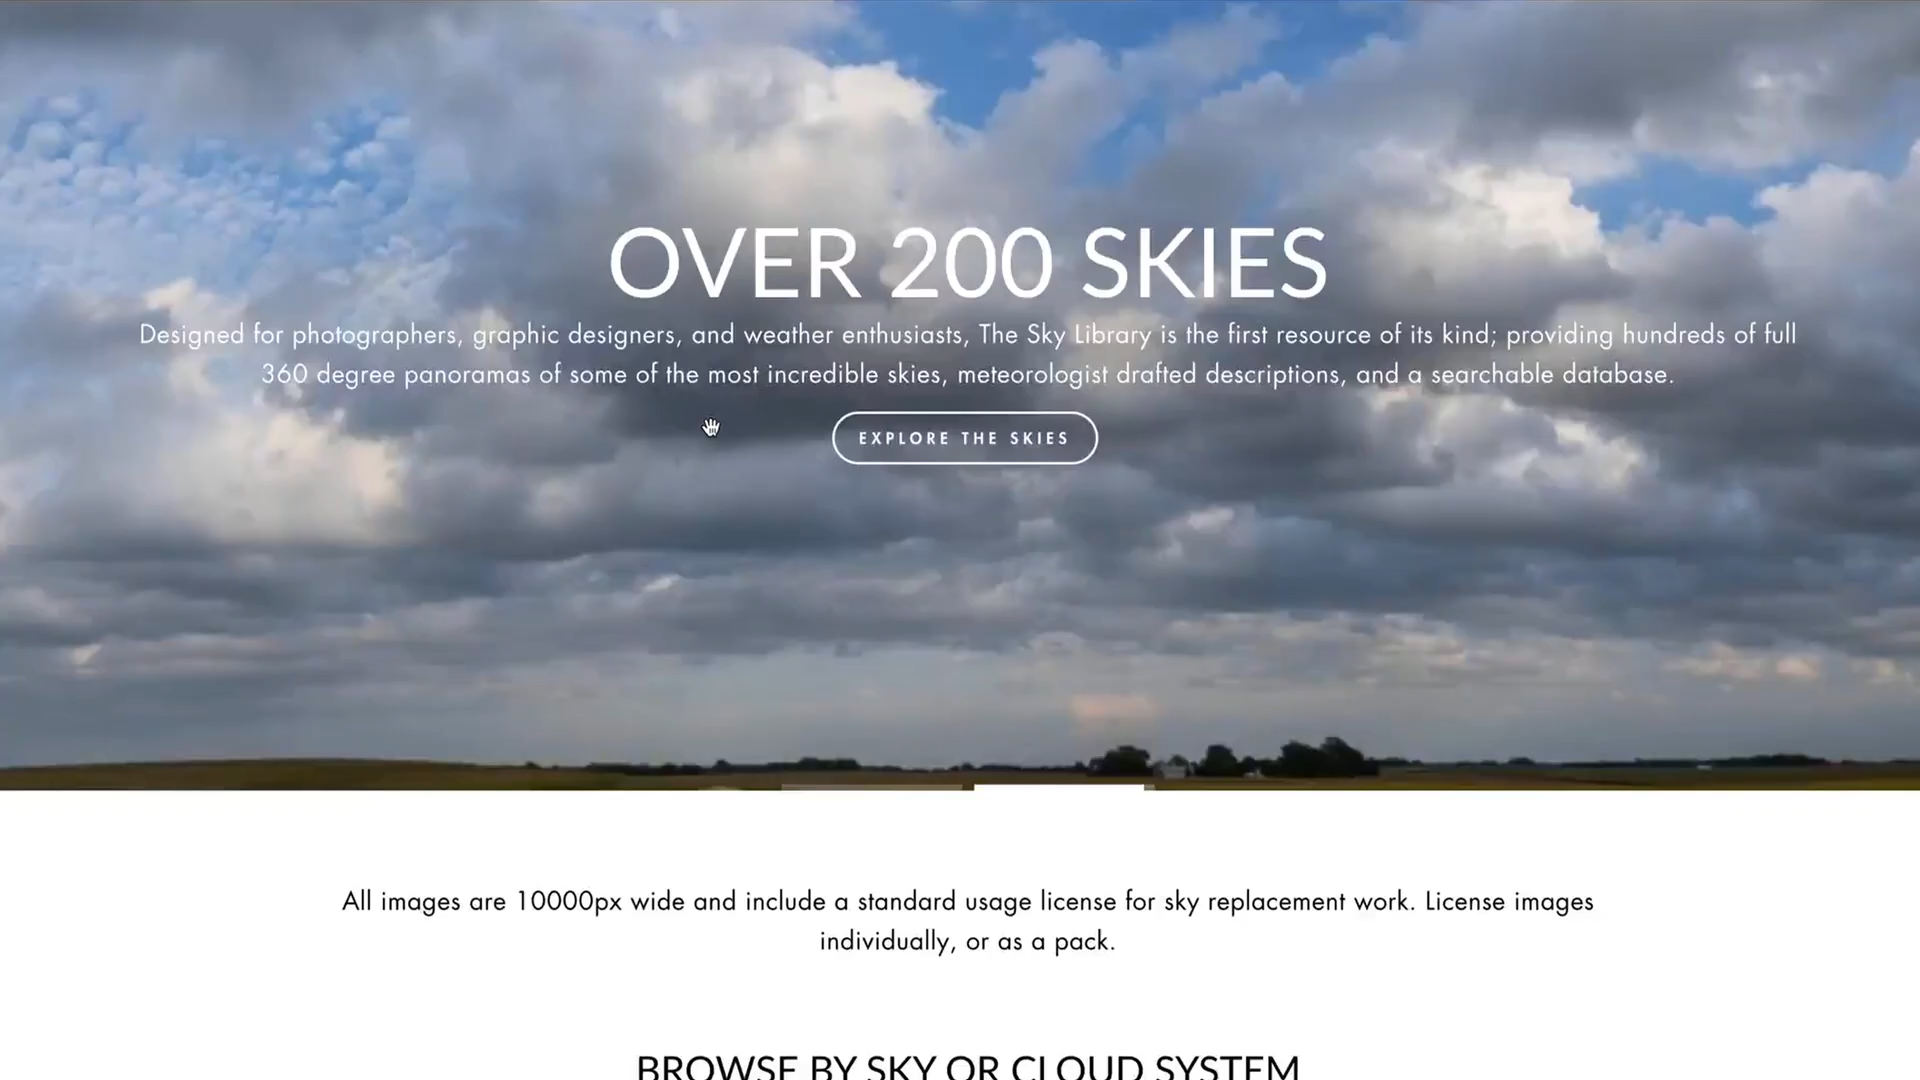 OVER 200 SKIES
Designed for photographers, graphic designers, and weather enthusiasts, The Sky Library is the first resource of its kind; providing hundreds of full
360 degree panoramas of some of the most incredible skies, meteorologist drafted descriptions, and a searchable database.
EXPLORE THE SKIES
All images are 10000px wide and include a standard usage license for sky replacement work. License images
individually, or as a pack.
BROWSE BY SKY OR CLOUD SYSTEM